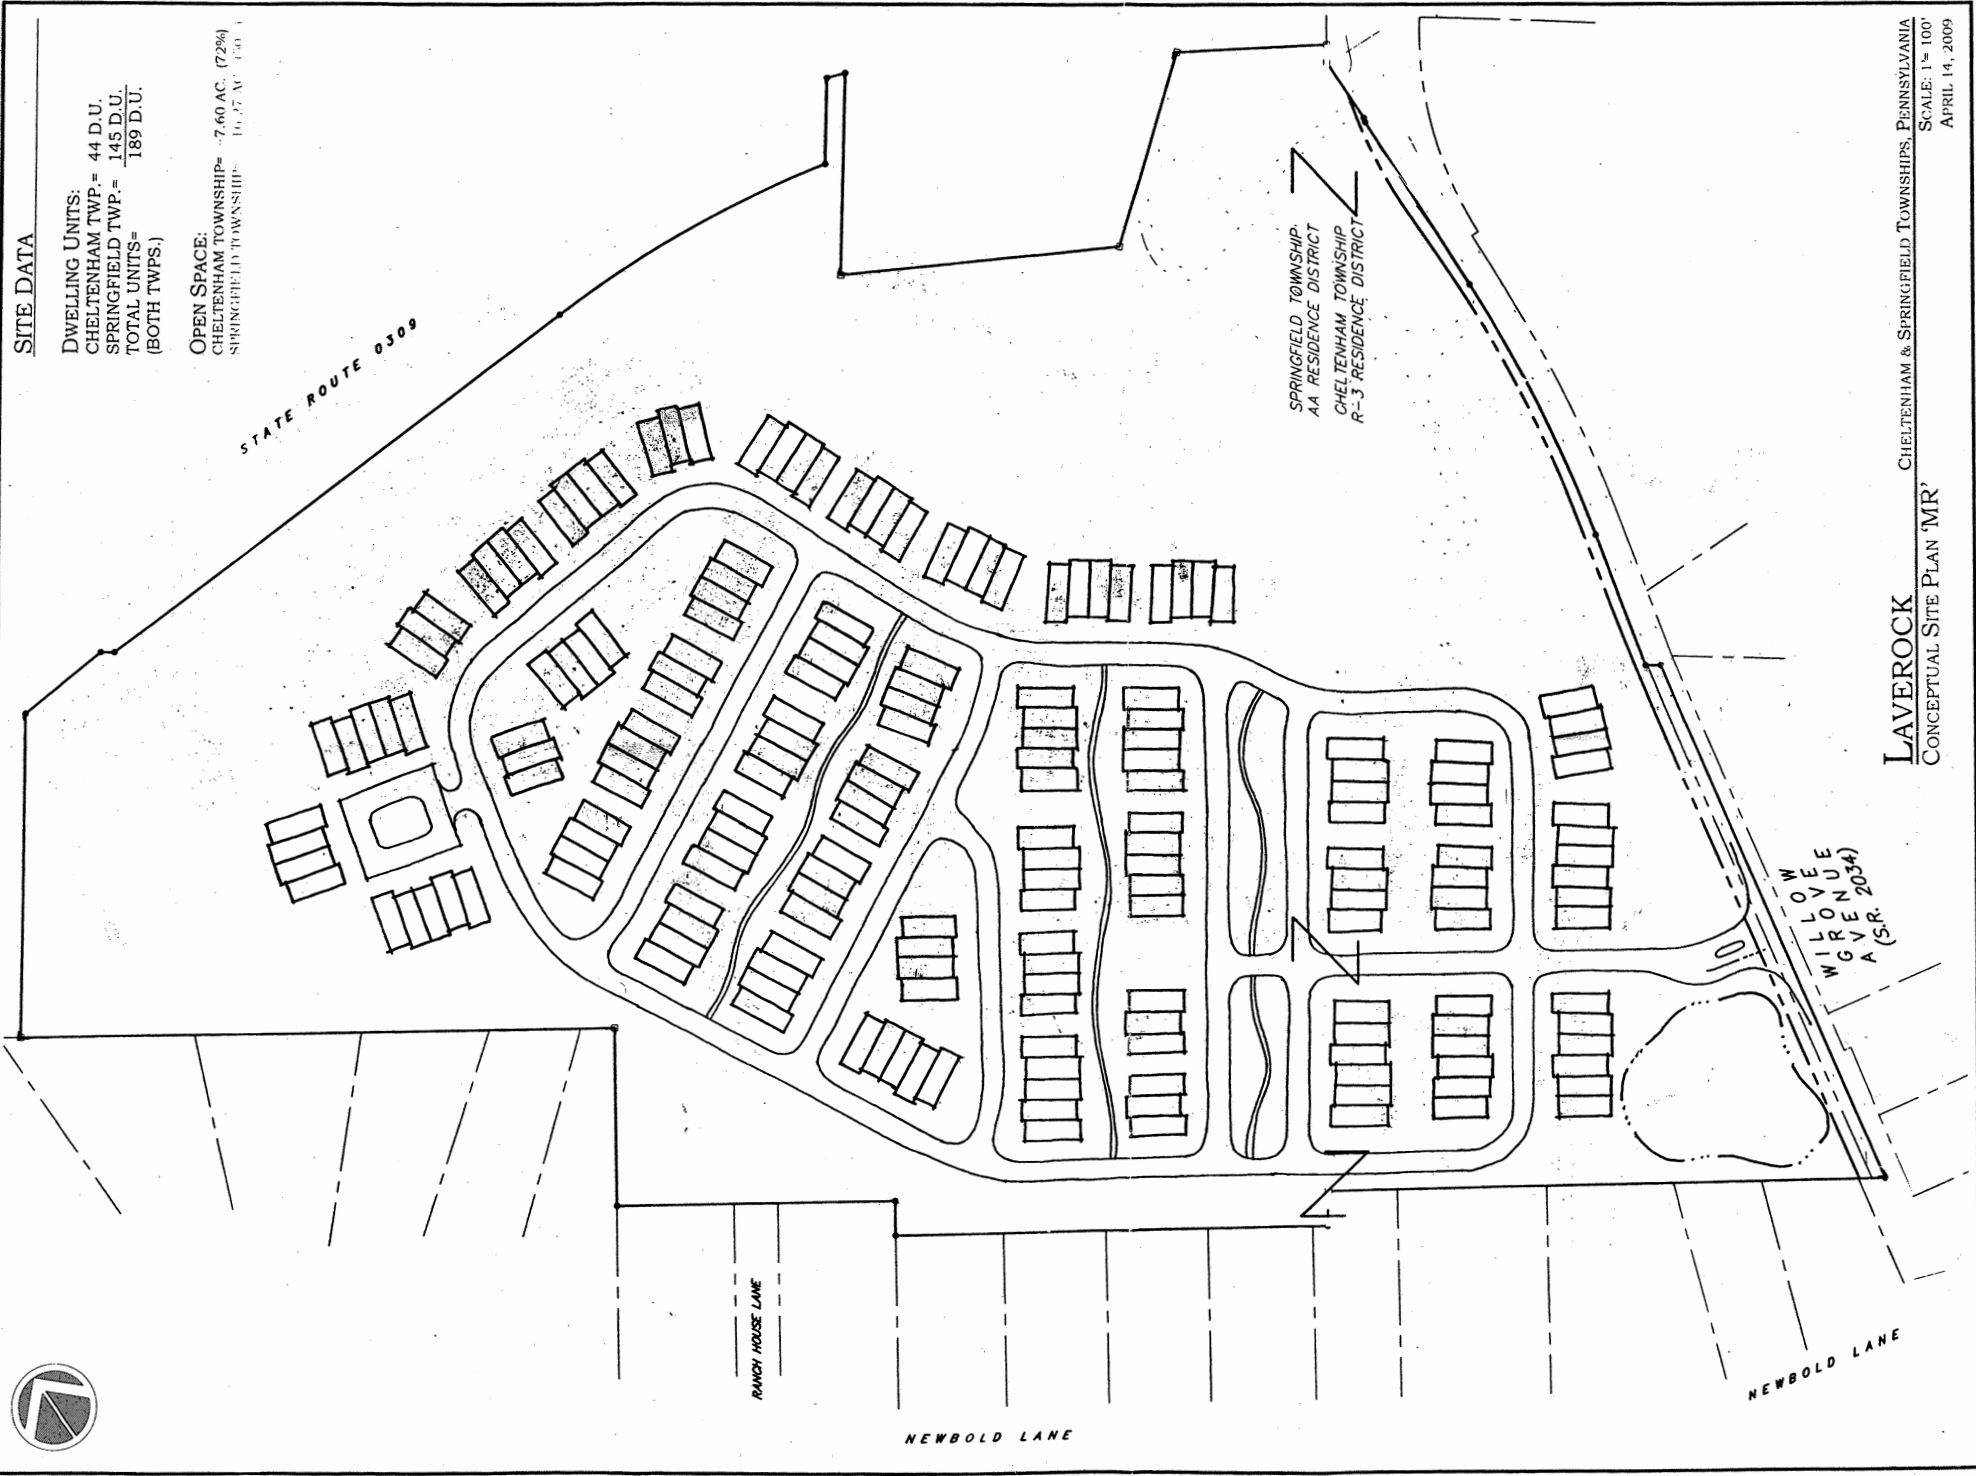 SITE DATA
DWELLING UNITS:
CHELTENHAM TWP.= 44 D.U.
SPRINGFIELD TWP.= 145 D.U.
TOTAL UNITS= 189 D.U.
(BOTH TWPS.)
OPEN SPACE:
CHELTENHAM TOWNSHIP= 7.60 AC. (72%)
SPRINGFIELD TOWNSHIP=
STATE ROUTE 0309
SPRINGFIELD TOWNSHIP
AA RESIDENCE DISTRICT
CHELTENHAM TOWNSHIP
R-3 RESIDENCE DISTRICT
WILLOW
GROVE
AVENUE
(S.R. 2034)
RANCH HOUSE LANE
NEWBOLD LANE
NEWBOLD LANE
LAVEROCK
CHELTENHAM & SPRINGFIELD TOWNSHIPS, PENNSYLVANIA
CONCEPTUAL SITE PLAN 'MR'
SCALE: 1"= 100'
APRIL 14, 2009